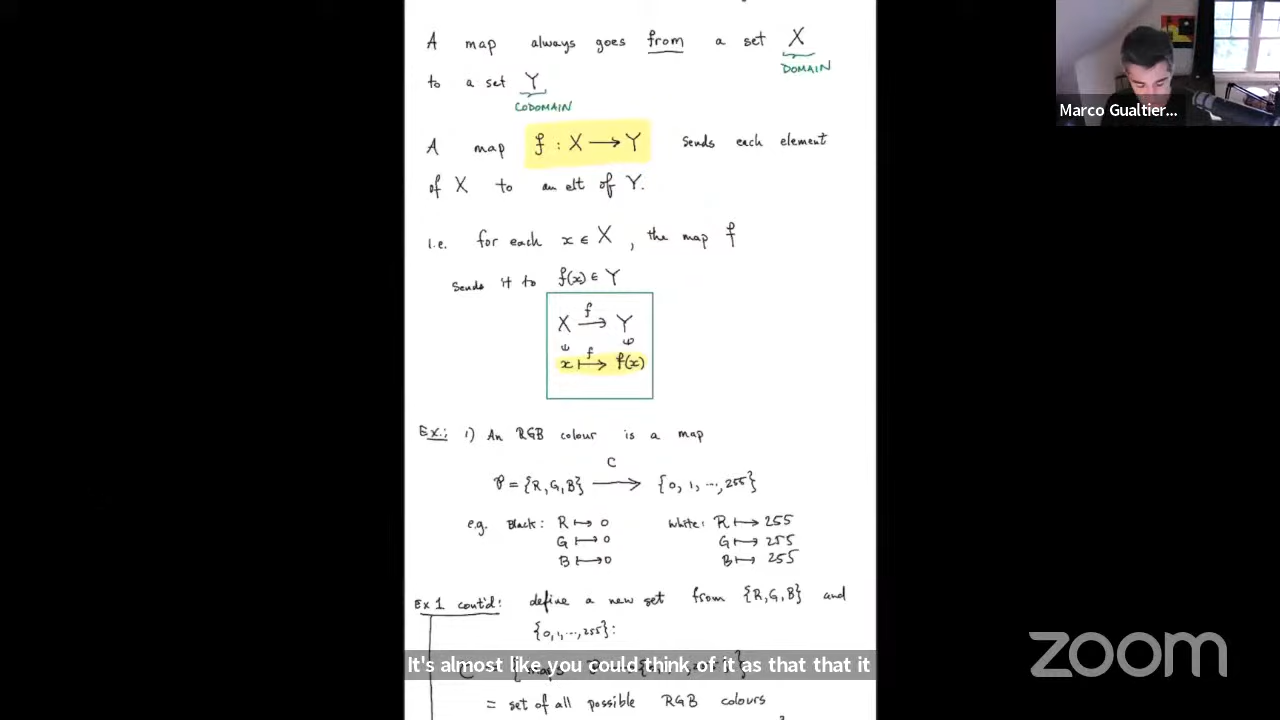 A map always goes from a set X
DOMAIN
to a set Y
CODOMAIN
A map f : X → Y sends each element
of X to an elt of Y.
i.e. for each x ∈ X, the map f
sends it to f(x) ∈ Y
X →f Y
x ↦f f(x)
Ex.: 1) An RGB colour is a map
P = {R, G, B} →C {0, 1, ..., 255}
e.g. Black: R ↦ 0 White: R ↦ 255
G ↦ 0 G ↦ 255
B ↦ 0 B ↦ 255
Ex 1 cont'd: define a new set from {R, G, B} and
{0, 1, ..., 255}:
= set of all possible RGB colours
It's almost like you could think of it as that that it
Marco Gualtier...
zoom